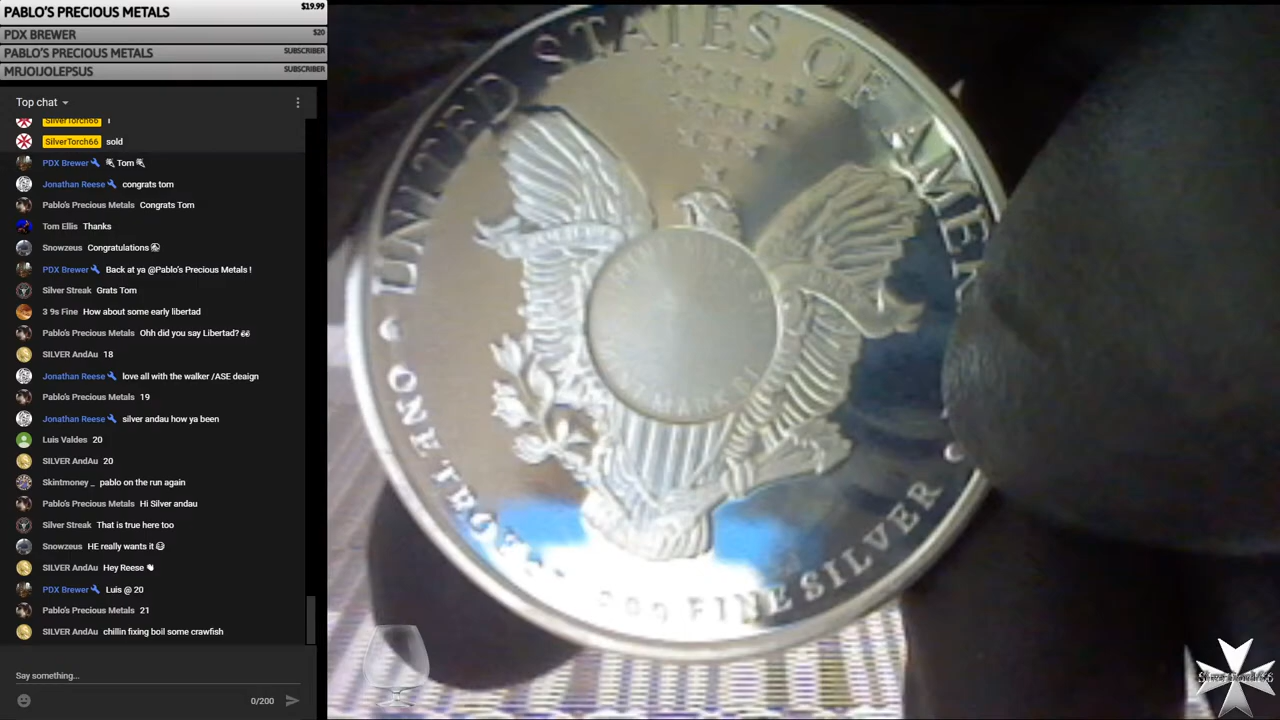 PABLO'S PRECIOUS METALS $19.99
PDX BREWER $20
PABLO'S PRECIOUS METALS SUBSCRIBER
MRJOIJOLEPSUS SUBSCRIBER
Top chat
SilverTorch66
SilverTorch66 sold
PDX Brewer Tom
Jonathan Reese congrats tom
Pablo's Precious Metals Congrats Tom
Tom Ellis Thanks
Snowzeus Congratulations
PDX Brewer Back at ya @Pablo's Precious Metals !
Silver Streak Grats Tom
3 9s Fine How about some early libertad
Pablo's Precious Metals Ohh did you say Libertad?
SILVER AndAu 18
Jonathan Reese love all with the walker /ASE deaign
Pablo's Precious Metals 19
Jonathan Reese silver andau how ya been
Luis Valdes 20
SILVER AndAu 20
Skintmoney _ pablo on the run again
Pablo's Precious Metals Hi Silver andau
Silver Streak That is true here too
Snowzeus HE really wants it
SILVER AndAu Hey Reese
PDX Brewer Luis @ 20
Pablo's Precious Metals 21
SILVER AndAu chillin fixing boil some crawfish
Say something...
0/200
UNITED STATES OF AMER
ONE TROY
999 FINE SILVER
SilverTorch66